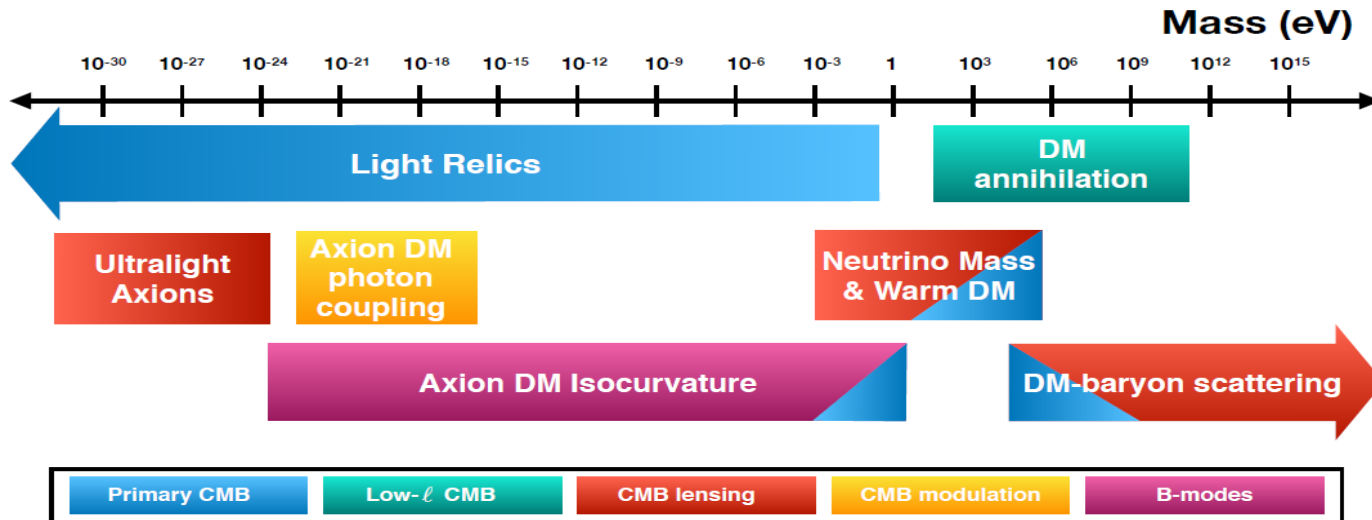 Mass (eV)
10⁻³⁰ 10⁻²⁷ 10⁻²⁴ 10⁻²¹ 10⁻¹⁸ 10⁻¹⁵ 10⁻¹² 10⁻⁹ 10⁻⁶ 10⁻³ 1 10³ 10⁶ 10⁹ 10¹² 10¹⁵
Light Relics
DM
annihilation
Ultralight
Axions
Axion DM
photon
coupling
Neutrino Mass
& Warm DM
Axion DM Isocurvature
DM-baryon scattering
Primary CMB
Low-ℓ CMB
CMB lensing
CMB modulation
B-modes